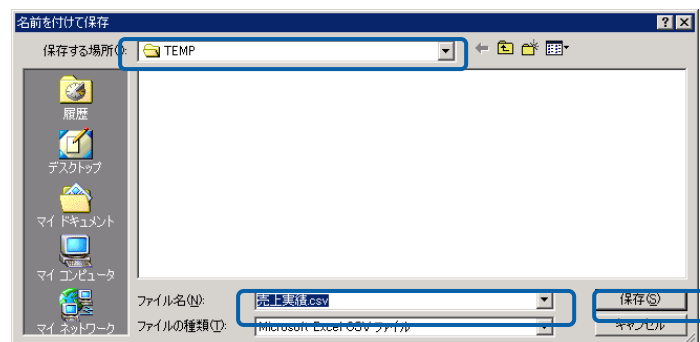 名前を付けて保存
保存する場所(I): TEMP
履歴
デスクトップ
マイ ドキュメント
マイ コンピュータ
マイ ネットワーク
ファイル名(N): 売上実績.csv 保存(S)
ファイルの種類(T): Microsoft Excel CSV ファイル キャンセル